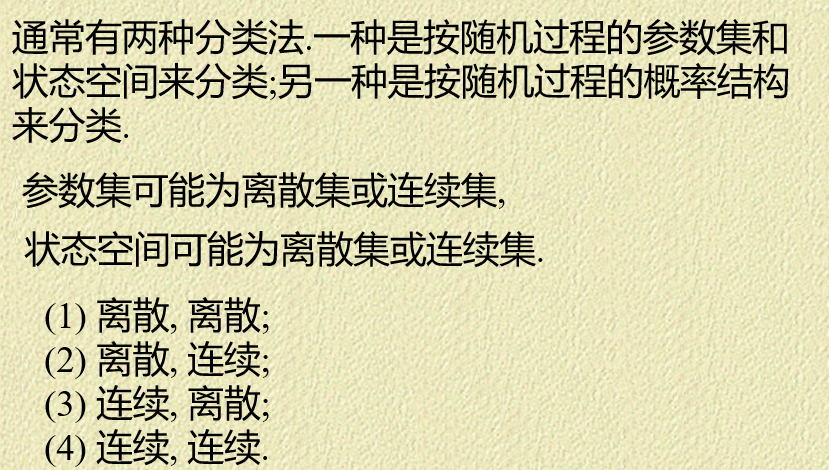 通常有两种分类法.一种是按随机过程的参数集和
状态空间来分类;另一种是按随机过程的概率结构
来分类.
参数集可能为离散集或连续集,
状态空间可能为离散集或连续集.
(1) 离散, 离散;
(2) 离散, 连续;
(3) 连续, 离散;
(4) 连续, 连续.